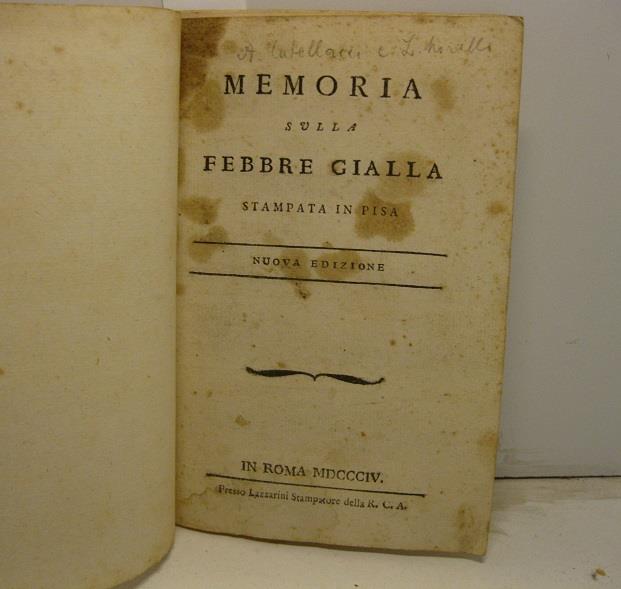 MEMORIA
SVLLA
FEBBRE GIALLA
STAMPATA IN PISA
NUOVA EDIZIONE
IN ROMA MDCCCIV.
Presso Lazzarini Stampatore della R. C. A.